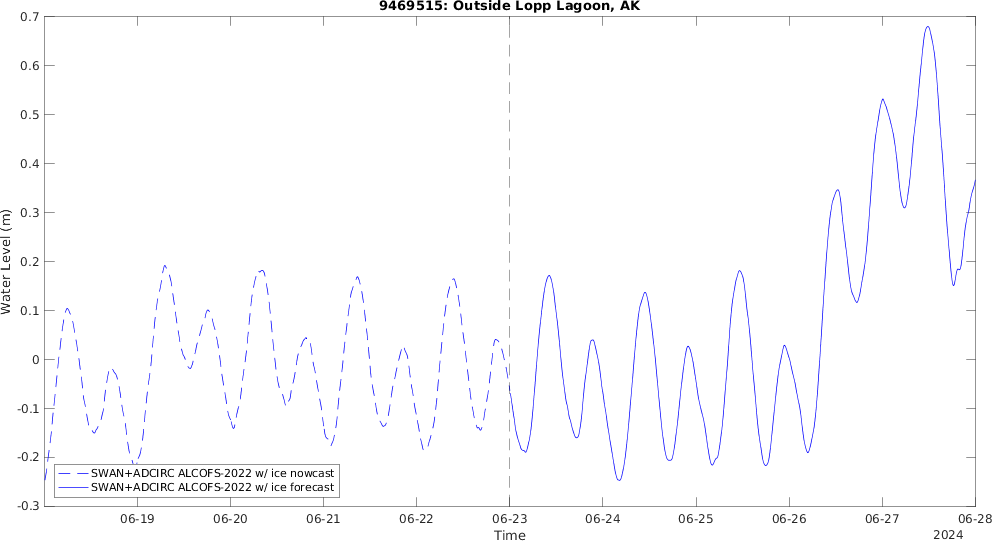 9469515: Outside Lopp Lagoon, AK
0.7
0.6
0.5
0.4
0.3
0.2
0.1
0
-0.1
-0.2
-0.3
Water Level (m)
SWAN+ADCIRC ALCOFS-2022 w/ ice nowcast
SWAN+ADCIRC ALCOFS-2022 w/ ice forecast
06-19 06-20 06-21 06-22 06-23 06-24 06-25 06-26 06-27 06-28
Time
2024